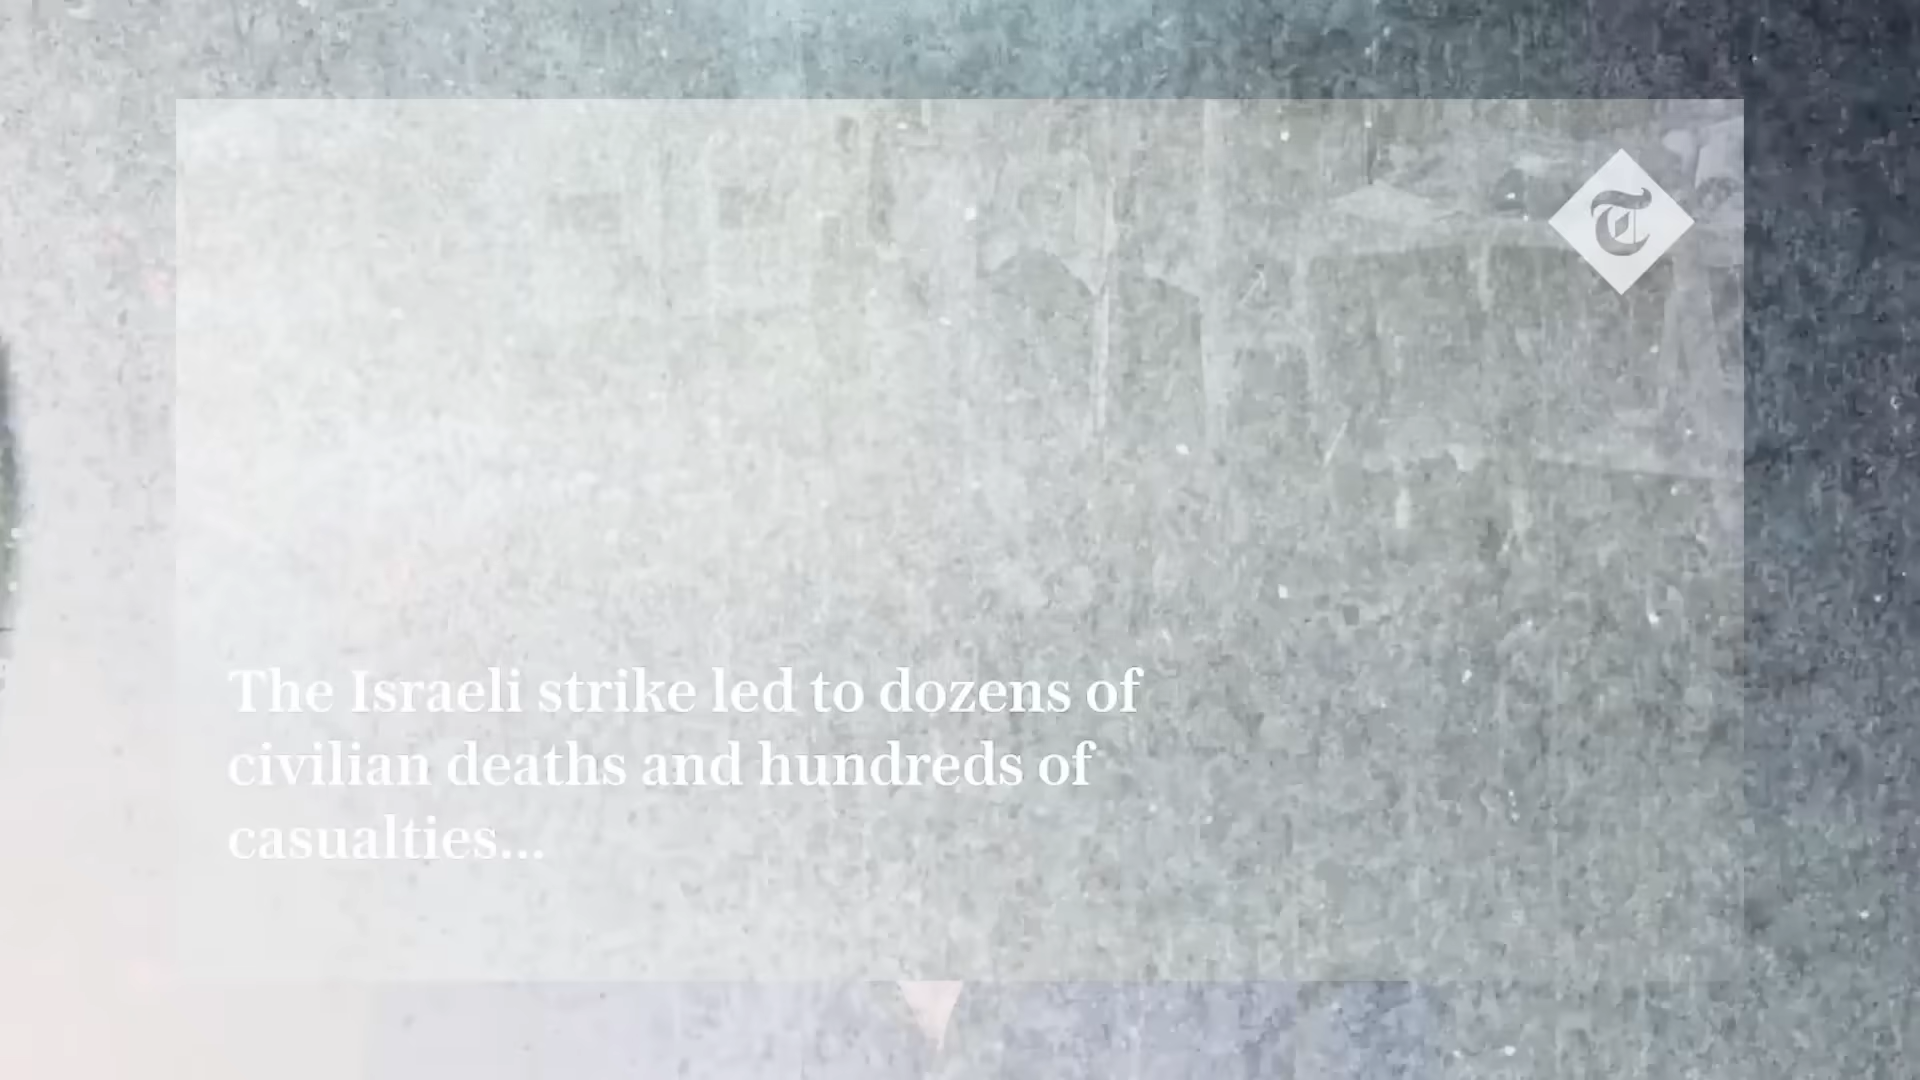 T
The Israeli strike led to dozens of
civilian deaths and hundreds of
casualties...